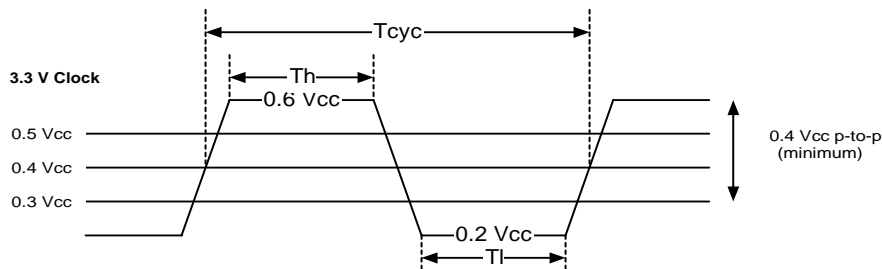 Tcyc
3.3 V Clock
Th
0.6 Vcc
0.5 Vcc
0.4 Vcc
0.3 Vcc
0.4 Vcc p-to-p
(minimum)
0.2 Vcc
Tl